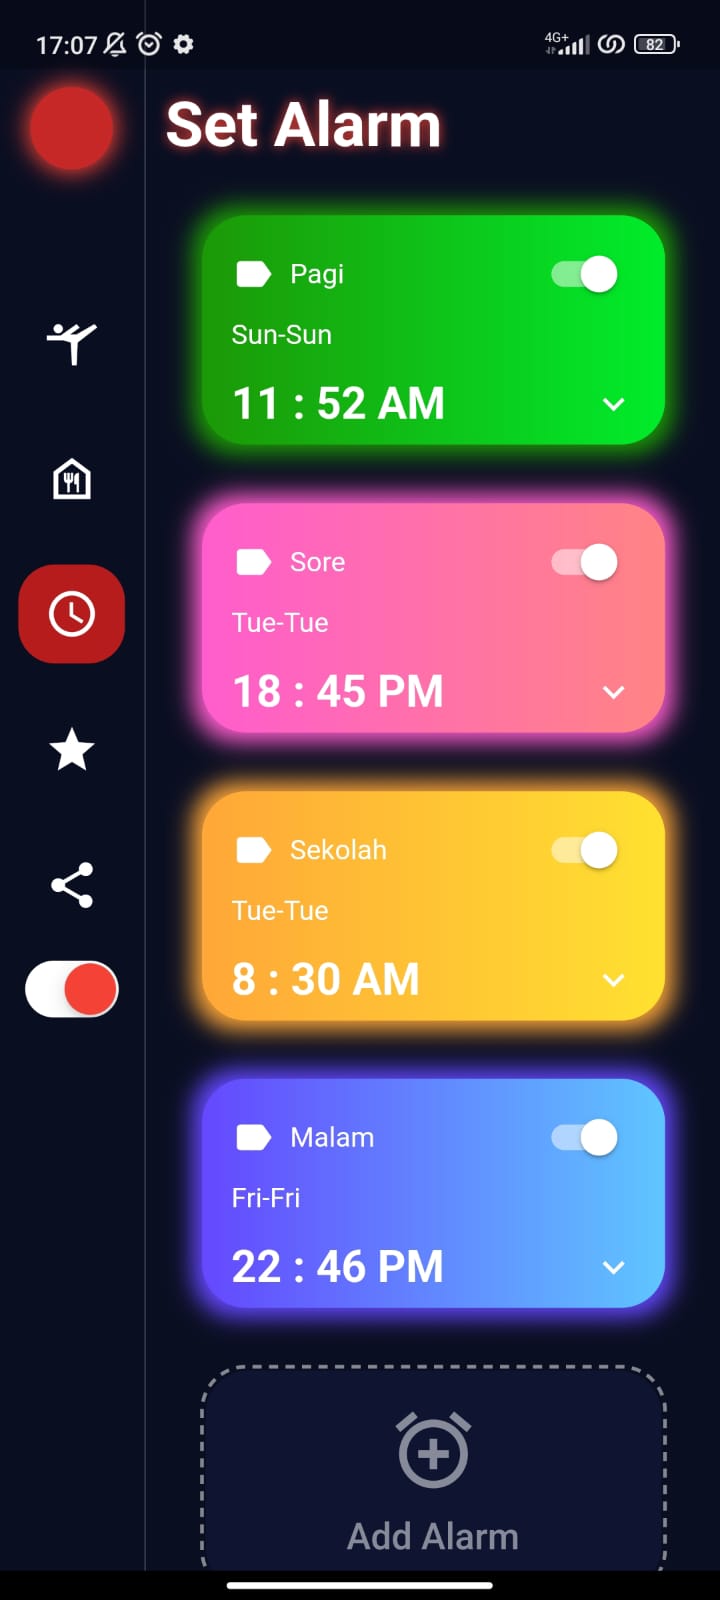 17:07
4G+
82
Set Alarm
Pagi
Sun-Sun
11 : 52 AM
Sore
Tue-Tue
18 : 45 PM
Sekolah
Tue-Tue
8 : 30 AM
Malam
Fri-Fri
22 : 46 PM
Add Alarm